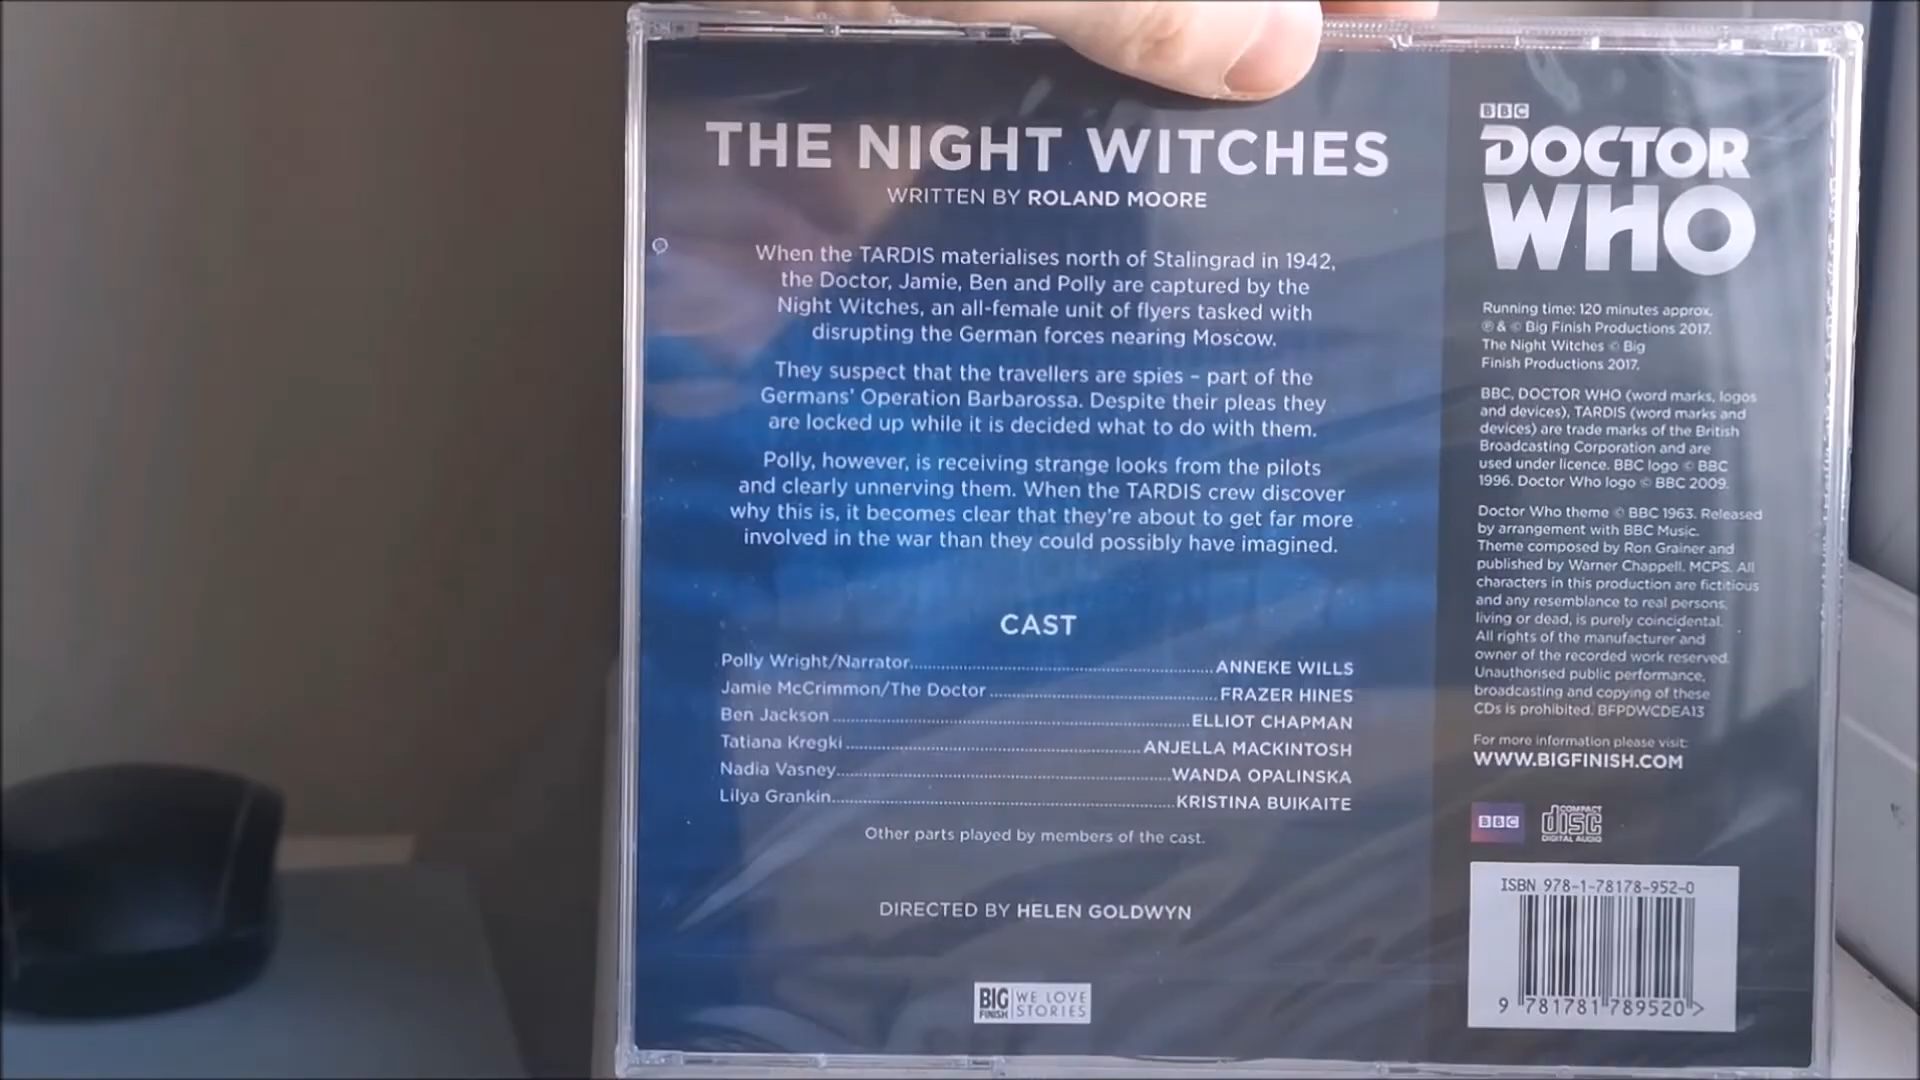 THE NIGHT WITCHES
WRITTEN BY ROLAND MOORE
When the TARDIS materialises north of Stalingrad in 1942,
the Doctor, Jamie, Ben and Polly are captured by the
Night Witches, an all-female unit of flyers tasked with
disrupting the German forces nearing Moscow.
They suspect that the travellers are spies – part of the
Germans' Operation Barbarossa. Despite their pleas they
are locked up while it is decided what to do with them.
Polly, however, is receiving strange looks from the pilots
and clearly unnerving them. When the TARDIS crew discover
why this is, it becomes clear that they're about to get far more
involved in the war than they could possibly have imagined.
CAST
Polly Wright/Narrator ANNEKE WILLS
Jamie McCrimmon/The Doctor FRAZER HINES
Ben Jackson ELLIOT CHAPMAN
Tatiana Kregki ANJELLA MACKINTOSH
Nadia Vasney WANDA OPALINSKA
Lilya Grankin KRISTINA BUIKAITE
Other parts played by members of the cast.
DIRECTED BY HELEN GOLDWYN
BIG FINISH WE LOVE STORIES
BBC
DOCTOR
WHO
Running time: 120 minutes approx.
℗ & © Big Finish Productions 2017.
The Night Witches © Big
Finish Productions 2017.
BBC, DOCTOR WHO (word marks, logos
and devices), TARDIS (word marks and
devices) are trade marks of the British
Broadcasting Corporation and are
used under licence. BBC logo © BBC
1996. Doctor Who logo © BBC 2009.
Doctor Who theme © BBC 1963. Released
by arrangement with BBC Music.
Theme composed by Ron Grainer and
published by Warner Chappell. MCPS. All
characters in this production are fictitious
and any resemblance to real persons,
living or dead, is purely coincidental.
All rights of the manufacturer and
owner of the recorded work reserved.
Unauthorised public performance,
broadcasting and copying of these
CDs is prohibited. BFPDWCDEA13
For more information please visit:
WWW.BIGFINISH.COM
BBC
COMPACT
disc
DIGITAL AUDIO
ISBN 978-1-78178-952-0
9 781781 789520 >